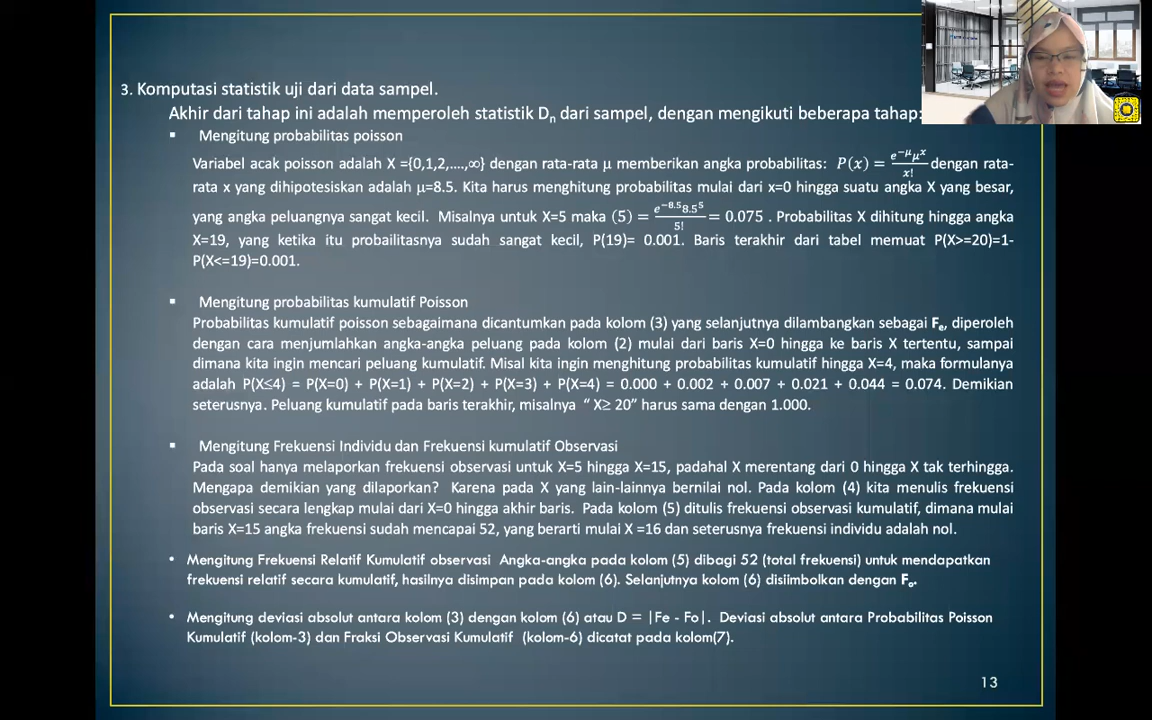 3. Komputasi statistik uji dari data sampel.
Akhir dari tahap ini adalah memperoleh statistik Dn dari sampel, dengan mengikuti beberapa tahap:
▪ Mengitung probabilitas poisson
Variabel acak poisson adalah X ={0,1,2,....,∞} dengan rata-rata μ memberikan angka probabilitas: P(x) = e^−μ μ^x / x! dengan rata-
rata x yang dihipotesiskan adalah μ=8.5. Kita harus menghitung probabilitas mulai dari x=0 hingga suatu angka X yang besar,
yang angka peluangnya sangat kecil. Misalnya untuk X=5 maka (5) = e^−8.5 8.5^5 / 5! = 0.075 . Probabilitas X dihitung hingga angka
X=19, yang ketika itu probailitasnya sudah sangat kecil, P(19)= 0.001. Baris terakhir dari tabel memuat P(X>=20)=1-
P(X<=19)=0.001.
▪ Mengitung probabilitas kumulatif Poisson
Probabilitas kumulatif poisson sebagaimana dicantumkan pada kolom (3) yang selanjutnya dilambangkan sebagai Fe, diperoleh
dengan cara menjumlahkan angka-angka peluang pada kolom (2) mulai dari baris X=0 hingga ke baris X tertentu, sampai
dimana kita ingin mencari peluang kumulatif. Misal kita ingin menghitung probabilitas kumulatif hingga X=4, maka formulanya
adalah P(X≤4) = P(X=0) + P(X=1) + P(X=2) + P(X=3) + P(X=4) = 0.000 + 0.002 + 0.007 + 0.021 + 0.044 = 0.074. Demikian
seterusnya. Peluang kumulatif pada baris terakhir, misalnya “ X≥ 20” harus sama dengan 1.000.
▪ Mengitung Frekuensi Individu dan Frekuensi kumulatif Observasi
Pada soal hanya melaporkan frekuensi observasi untuk X=5 hingga X=15, padahal X merentang dari 0 hingga X tak terhingga.
Mengapa demikian yang dilaporkan? Karena pada X yang lain-lainnya bernilai nol. Pada kolom (4) kita menulis frekuensi
observasi secara lengkap mulai dari X=0 hingga akhir baris. Pada kolom (5) ditulis frekuensi observasi kumulatif, dimana mulai
baris X=15 angka frekuensi sudah mencapai 52, yang berarti mulai X =16 dan seterusnya frekuensi individu adalah nol.
• Mengitung Frekuensi Relatif Kumulatif observasi Angka-angka pada kolom (5) dibagi 52 (total frekuensi) untuk mendapatkan
frekuensi relatif secara kumulatif, hasilnya disimpan pada kolom (6). Selanjutnya kolom (6) disiimbolkan dengan Fo.
• Mengitung deviasi absolut antara kolom (3) dengan kolom (6) atau D = |Fe - Fo|. Deviasi absolut antara Probabilitas Poisson
Kumulatif (kolom-3) dan Fraksi Observasi Kumulatif (kolom-6) dicatat pada kolom(7).
13